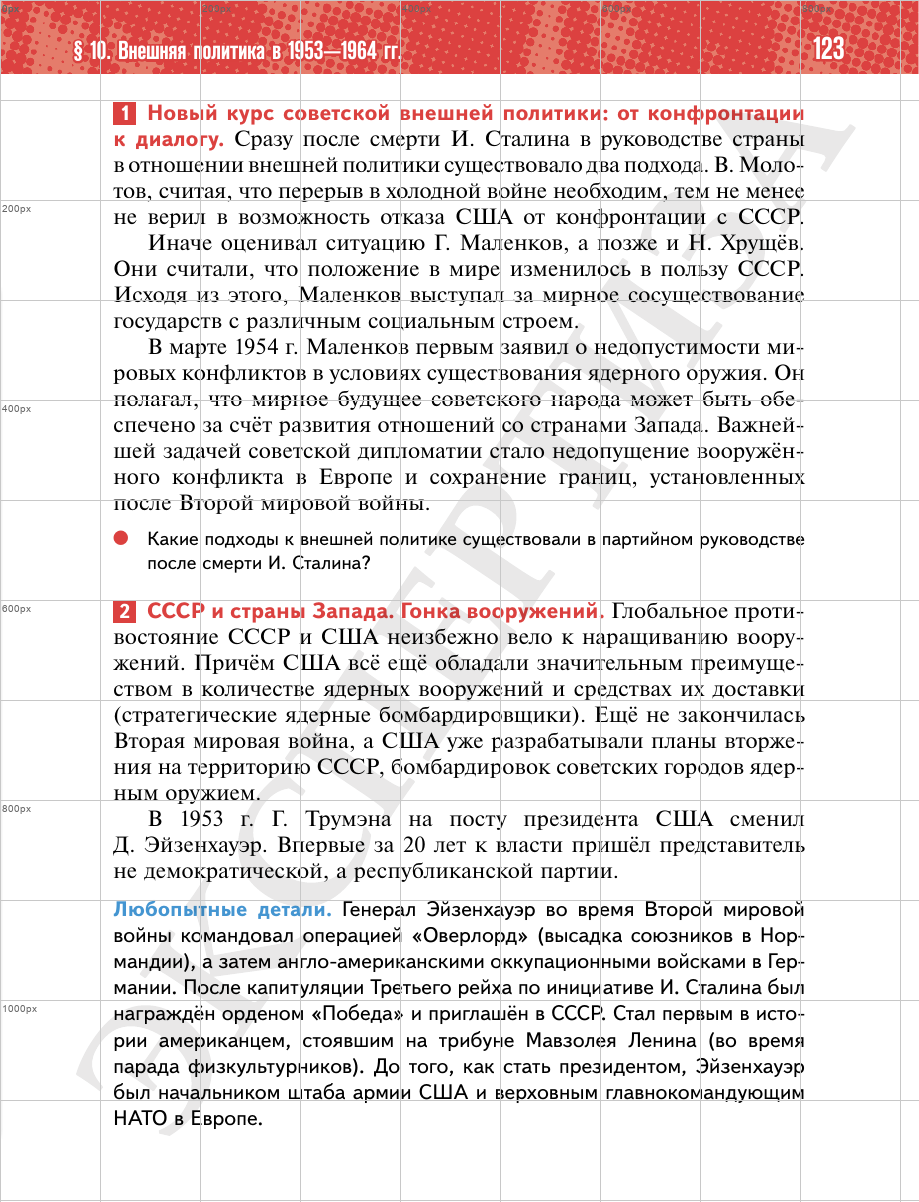 § 10. Внешняя политика в 1953—1964 гг.
123
1 Новый курс советской внешней политики: от конфронтации
к диалогу. Сразу после смерти И. Сталина в руководстве страны
в отношении внешней политики существовало два подхода. В. Моло-
тов, считая, что перерыв в холодной войне необходим, тем не менее
не верил в возможность отказа США от конфронтации с СССР.
Иначе оценивал ситуацию Г. Маленков, а позже и Н. Хрущёв.
Они считали, что положение в мире изменилось в пользу СССР.
Исходя из этого, Маленков выступал за мирное сосуществование
государств с различным социальным строем.
В марте 1954 г. Маленков первым заявил о недопустимости ми-
ровых конфликтов в условиях существования ядерного оружия. Он
полагал, что мирное будущее советского народа может быть обе-
спечено за счёт развития отношений со странами Запада. Важней-
шей задачей советской дипломатии стало недопущение вооружён-
ного конфликта в Европе и сохранение границ, установленных
после Второй мировой войны.
Какие подходы к внешней политике существовали в партийном руководстве
после смерти И. Сталина?
2 СССР и страны Запада. Гонка вооружений. Глобальное проти-
востояние СССР и США неизбежно вело к наращиванию воору-
жений. Причём США всё ещё обладали значительным преимуще-
ством в количестве ядерных вооружений и средствах их доставки
(стратегические ядерные бомбардировщики). Ещё не закончилась
Вторая мировая война, а США уже разрабатывали планы вторже-
ния на территорию СССР, бомбардировок советских городов ядер-
ным оружием.
В 1953 г. Г. Трумэна на посту президента США сменил
Д. Эйзенхауэр. Впервые за 20 лет к власти пришёл представитель
не демократической, а республиканской партии.
Любопытные детали. Генерал Эйзенхауэр во время Второй мировой
войны командовал операцией «Оверлорд» (высадка союзников в Нор-
мандии), а затем англо-американскими оккупационными войсками в Гер-
мании. После капитуляции Третьего рейха по инициативе И. Сталина был
награждён орденом «Победа» и приглашён в СССР. Стал первым в исто-
рии американцем, стоявшим на трибуне Мавзолея Ленина (во время
парада физкультурников). До того, как стать президентом, Эйзенхауэр
был начальником штаба армии США и верховным главнокомандующим
НАТО в Европе.
ЭКСПЕРТИЗА
200px
400px
600px
800px
1000px